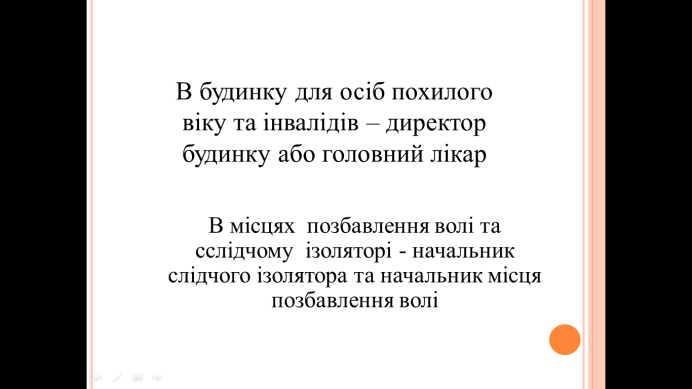 В будинку для осіб похилого
віку та інвалідів – директор
будинку або головний лікар
В місцях позбавлення волі та
сслідчому ізоляторі - начальник
слідчого ізолятора та начальник місця
позбавлення волі